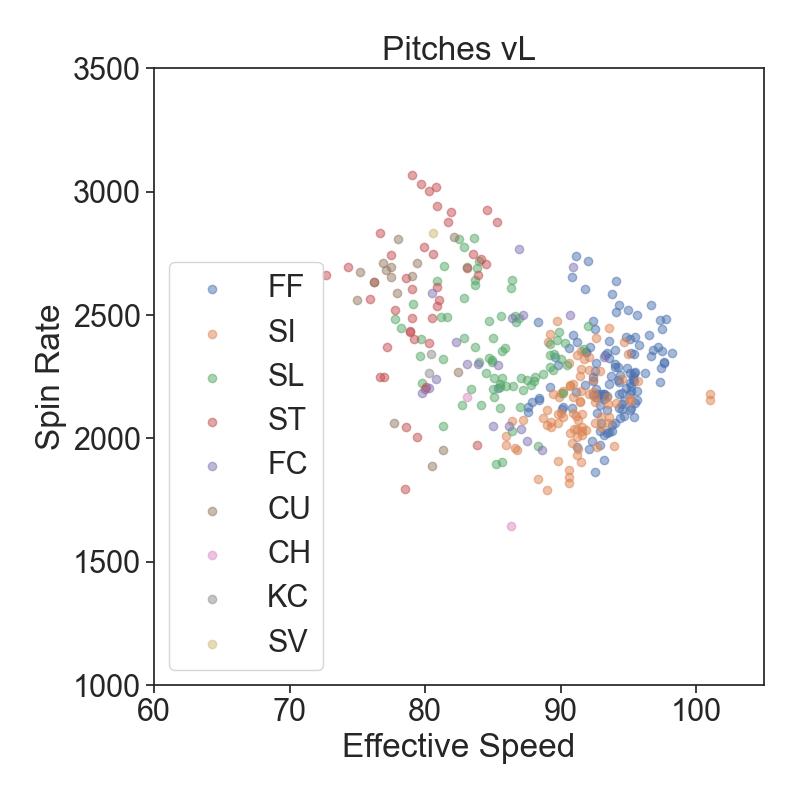 Pitches vL
3500
3000
2500
2000
1500
1000
Spin Rate
FF
SI
SL
ST
FC
CU
CH
KC
SV
60 70 80 90 100
Effective Speed